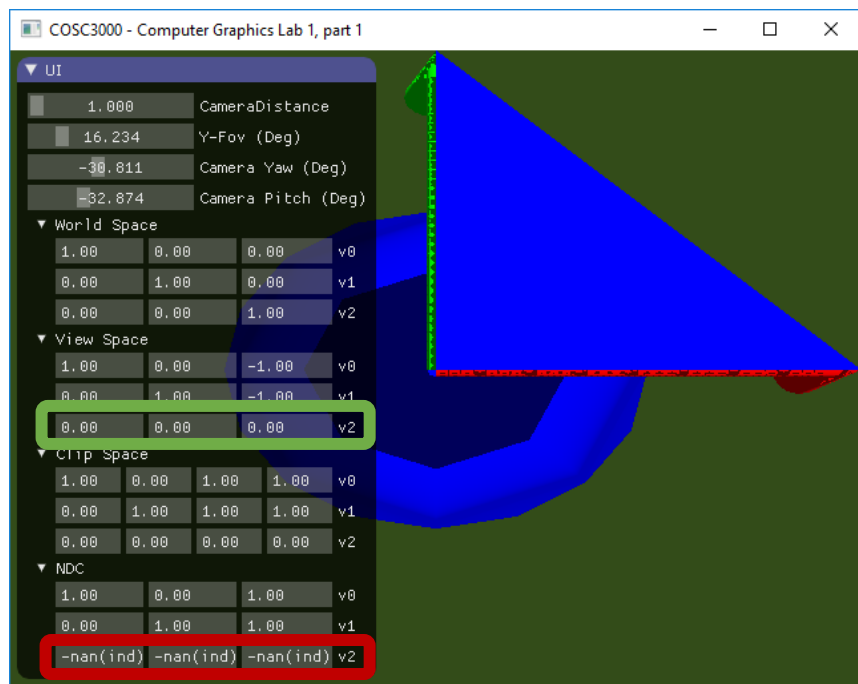 COSC3000 - Computer Graphics Lab 1, part 1
UI
1.000 CameraDistance
16.234 Y-Fov (Deg)
-30.811 Camera Yaw (Deg)
-32.874 Camera Pitch (Deg)
World Space
1.00 0.00 0.00 v0
0.00 1.00 0.00 v1
0.00 0.00 1.00 v2
View Space
1.00 0.00 -1.00 v0
0.00 1.00 -1.00 v1
0.00 0.00 0.00 v2
Clip Space
1.00 0.00 1.00 1.00 v0
0.00 1.00 1.00 1.00 v1
0.00 0.00 0.00 0.00 v2
NDC
1.00 0.00 1.00 v0
0.00 1.00 1.00 v1
-nan(ind) -nan(ind) -nan(ind) v2